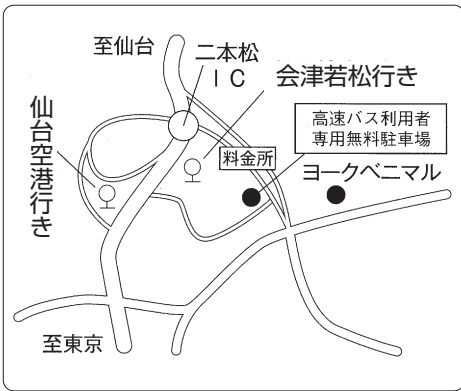 至仙台
二本松
IC
会津若松行き
高速バス利用者
専用無料駐車場
仙台空港行き
料金所
ヨークベニマル
至東京